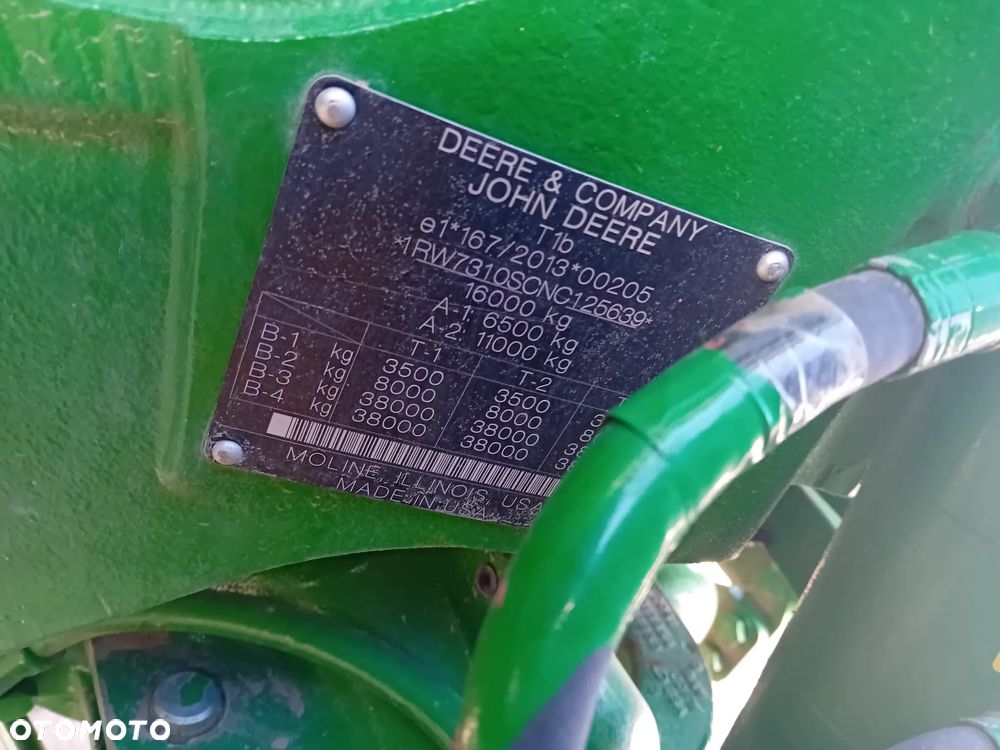 DEERE & COMPANY
JOHN DEERE
T1b
e1*167/2013*00205
*1RW7310SCNC125639*
16000 kg
A-1: 6500 kg
A-2: 11000 kg
T-1 T-2
B-1 kg 3500 3500
B-2 kg 8000 8000
B-3 kg 38000 38000
B-4 kg 38000 38000
MOLINE, ILLINOIS, USA
MADE IN USA
OTOMOTO